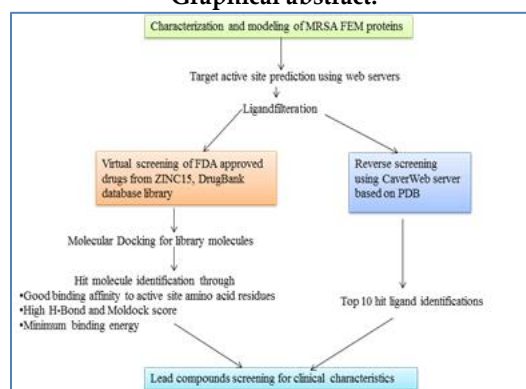 Graphical abstract:
Characterization and modeling of MRSA FEM proteins
Target active site prediction using web servers
Ligandfilteration
Virtual screening of FDA approved
drugs from ZINC15, DrugBank
database library
Reverse screening
using CaverWeb server
based on PDB
Molecular Docking for library molecules
Hit molecule identification through
•Good binding affinity to active site amino acid residues
•High H-Bond and Moldock score
•Minimum binding energy
Top 10 hit ligand identifications
Lead compounds screening for clinical characteristics